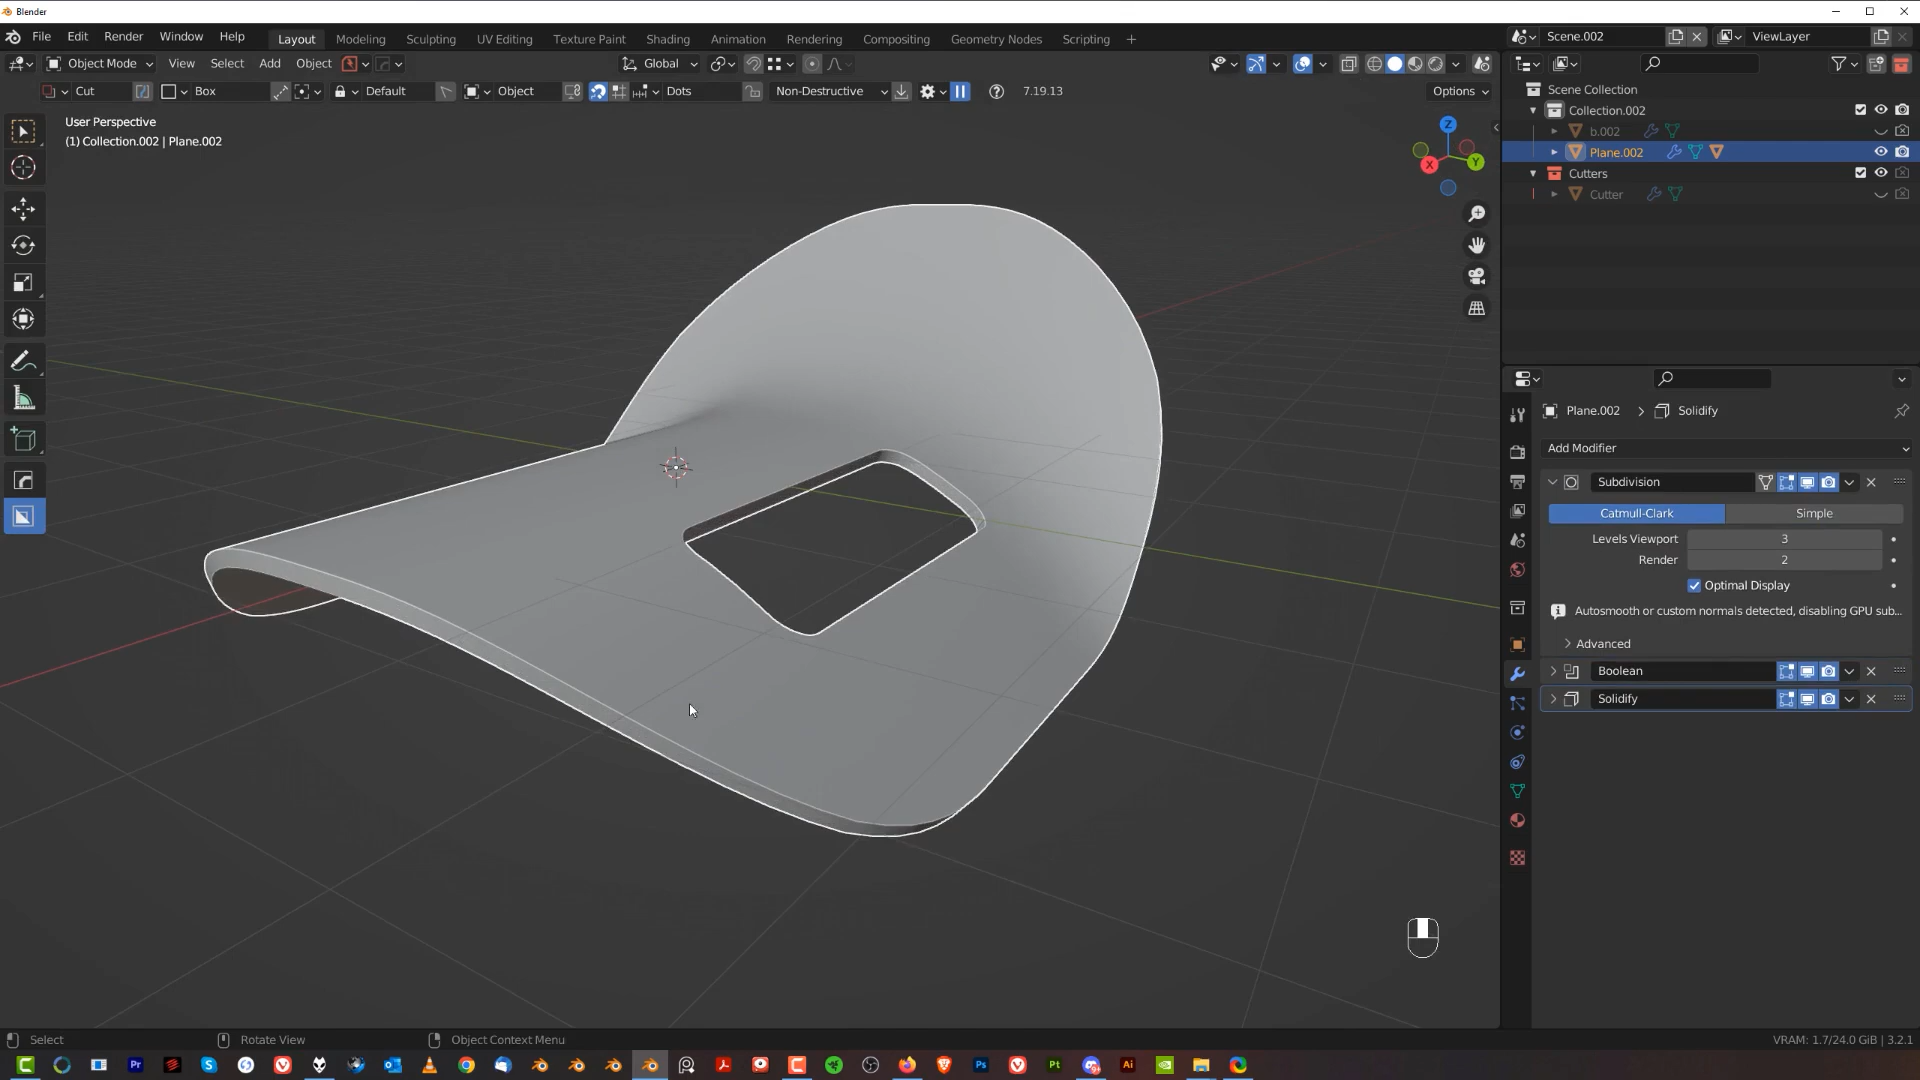 Blender
File Edit Render Window Help
Layout Modeling Sculpting UV Editing Texture Paint Shading Animation Rendering Compositing Geometry Nodes Scripting +
Scene.002
ViewLayer
Object Mode View Select Add Object
Global
Cut Box Default Object Dots Non-Destructive 7.19.13
Options
User Perspective
(1) Collection.002 | Plane.002
Z
X
Y
Scene Collection
Collection.002
b.002
Plane.002
Cutters
Cutter
Plane.002 Solidify
Add Modifier
Subdivision
Catmull-Clark Simple
Levels Viewport 3
Render 2
Optimal Display
Autosmooth or custom normals detected, disabling GPU sub...
Advanced
Boolean
Solidify
Select Rotate View Object Context Menu
VRAM: 1.7/24.0 GiB | 3.2.1
Pr
S
Ps
Pt
Ai